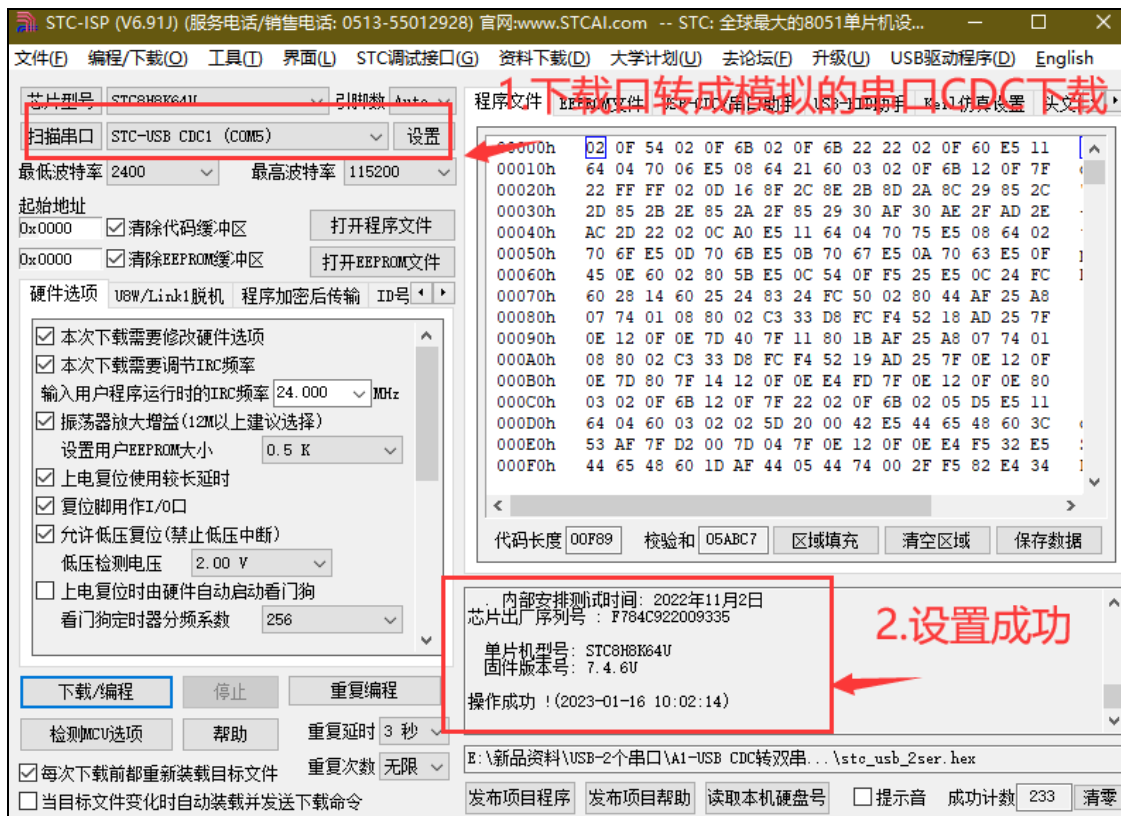 STC-ISP (V6.91J) (服务电话/销售电话: 0513-55012928) 官网:www.STCAI.com -- STC: 全球最大的8051单片机设...
文件(F) 编程/下载(O) 工具(T) 界面(L) STC调试接口(G) 资料下载(D) 大学计划(U) 去论坛(F) 升级(U) USB驱动程序(D) English
1.下载口转成模拟的串口CDC下载
芯片型号 STC8H8K64U 引脚数 Auto
扫描串口 STC-USB CDC1 (COM5) 设置
最低波特率 2400 最高波特率 115200
起始地址
0x0000 清除代码缓冲区 打开程序文件
0x0000 清除EEPROM缓冲区 打开EEPROM文件
硬件选项 U8W/Link1脱机 程序加密后传输 ID号
本次下载需要修改硬件选项
本次下载需要调节IRC频率
输入用户程序运行时的IRC频率 24.000 MHz
振荡器放大增益(12M以上建议选择)
设置用户EEPROM大小 0.5 K
上电复位使用较长延时
复位脚用作I/O口
允许低压复位(禁止低压中断)
低压检测电压 2.00 V
上电复位时由硬件自动启动看门狗
看门狗定时器分频系数 256
下载/编程 停止 重复编程
检测MCU选项 帮助 重复延时 3 秒
每次下载前都重新装载目标文件 重复次数 无限
当目标文件变化时自动装载并发送下载命令
程序文件 EEPROM文件 USB-CDC/串口助手 USB-HID助手 Keil仿真设置 头文
00000h 02 0F 54 02 0F 6B 02 0F 6B 22 22 02 0F 60 E5 11
00010h 64 04 70 06 E5 08 64 21 60 03 02 0F 6B 12 0F 7F
00020h 22 FF FF 02 0D 16 8F 2C 8E 2B 8D 2A 8C 29 85 2C
00030h 2D 85 2B 2E 85 2A 2F 85 29 30 AF 30 AE 2F AD 2E
00040h AC 2D 22 02 0C A0 E5 11 64 04 70 75 E5 08 64 02
00050h 70 6F E5 0D 70 6B E5 0B 70 67 E5 0A 70 63 E5 0F
00060h 45 0E 60 02 80 5B E5 0C 54 0F F5 25 E5 0C 24 FC
00070h 60 28 14 60 25 24 83 24 FC 50 02 80 44 AF 25 A8
00080h 07 74 01 08 80 02 C3 33 D8 FC F4 52 18 AD 25 7F
00090h 0E 12 0F 0E 7D 40 7F 11 80 1B AF 25 A8 07 74 01
000A0h 08 80 02 C3 33 D8 FC F4 52 19 AD 25 7F 0E 12 0F
000B0h 0E 7D 80 7F 14 12 0F 0E E4 FD 7F 0E 12 0F 0E 80
000C0h 03 02 0F 6B 12 0F 7F 22 02 0F 6B 02 05 D5 E5 11
000D0h 64 04 60 03 02 02 5D 20 00 42 E5 44 65 48 60 3C
000E0h 53 AF 7F D2 00 7D 04 7F 0E 12 0F 0E E4 F5 32 E5
000F0h 44 65 48 60 1D AF 44 05 44 74 00 2F F5 82 E4 34
代码长度 00F89 校验和 05ABC7 区域填充 清空区域 保存数据
. 内部安排测试时间: 2022年11月2日
芯片出厂序列号 : F784C922009335
单片机型号: STC8H8K64U
固件版本号: 7.4.6U
操作成功 !(2023-01-16 10:02:14)
2.设置成功
E:\新品资料\USB-2个串口\A1-USB CDC转双串...\stc_usb_2ser.hex
发布项目程序 发布项目帮助 读取本机硬盘号 提示音 成功计数 233 清零